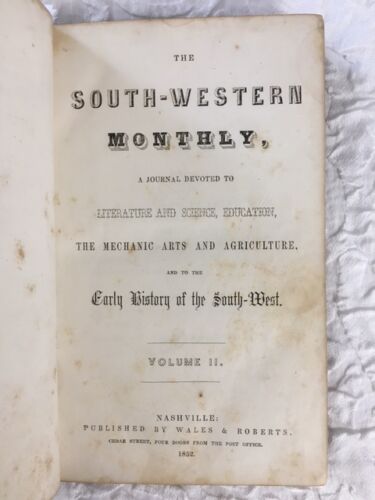 THE
SOUTH-WESTERN
MONTHLY,
A JOURNAL DEVOTED TO
LITERATURE AND SCIENCE, EDUCATION,
THE MECHANIC ARTS AND AGRICULTURE,
AND TO THE
Early History of the South-West.
VOLUME II.
NASHVILLE:
PUBLISHED BY WALES & ROBERTS,
CEDAR STREET, FOUR DOORS FROM THE POST OFFICE.
1852.